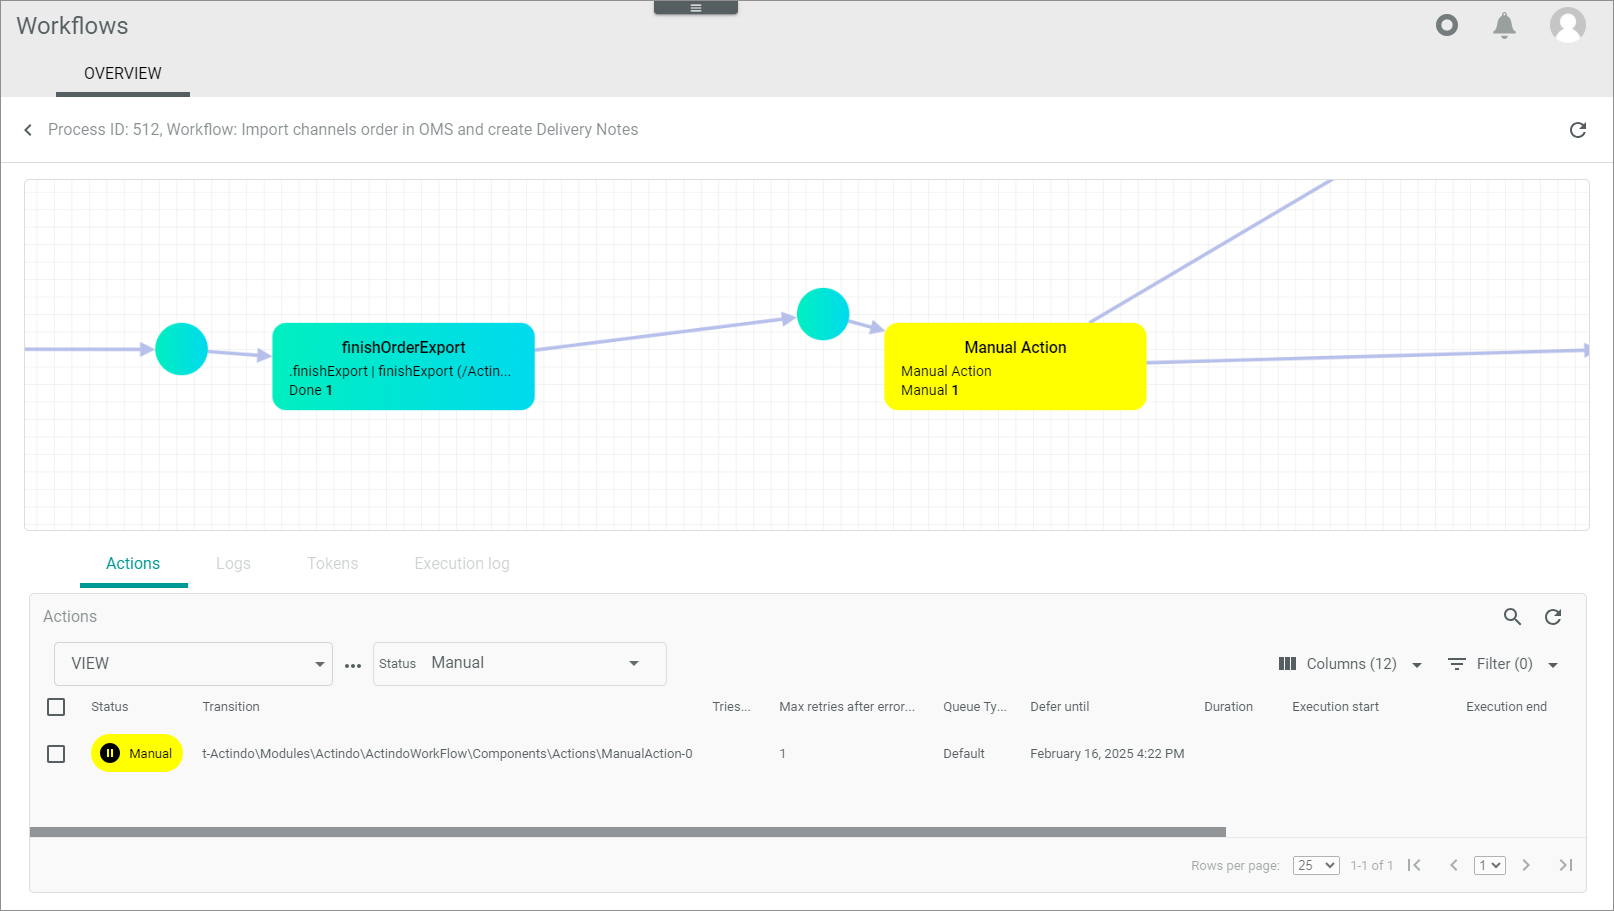 Workflows
OVERVIEW
Process ID: 512, Workflow: Import channels order in OMS and create Delivery Notes
finishOrderExport
.finishExport | finishExport (/Actin...
Done 1
Manual Action
Manual Action
Manual 1
Actions Logs Tokens Execution log
Actions
VIEW ... Status Manual Columns (12) Filter (0)
Status Transition Tries... Max retries after error... Queue Ty... Defer until Duration Execution start Execution end
Manual t-Actindo\Modules\Actindo\ActindoWorkFlow\Components\Actions\ManualAction-0 1 Default February 16, 2025 4:22 PM
Rows per page: 25 1-1 of 1 1